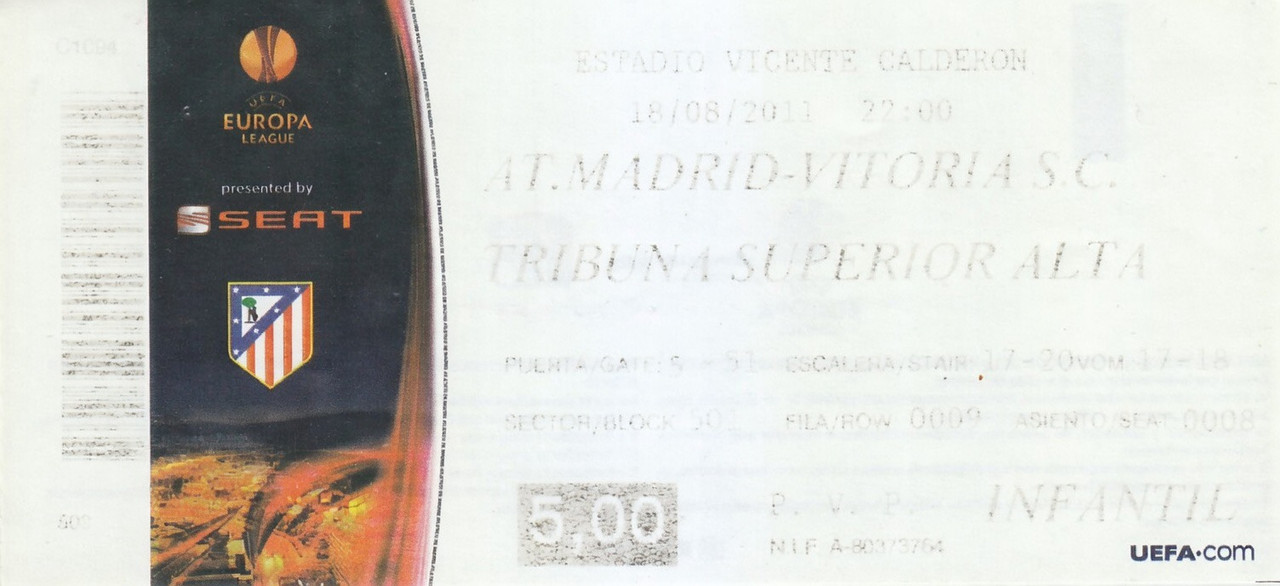 UEFA
EUROPA
LEAGUE
presented by
SEAT
ESTADIO VICENTE CALDERON
18/08/2011 22:00
AT.MADRID-VITORIA S.C.
TRIBUNA SUPERIOR ALTA
PUERTA/GATE: 5 -51 ESCALERA/STAIR 17-20 VOM 17-18
SECTOR/BLOCK 501 FILA/ROW 0009 ASIENTO/SEAT 0008
5,00 P. V. P. INFANTIL
N.I.F. A-80373764
UEFA.com